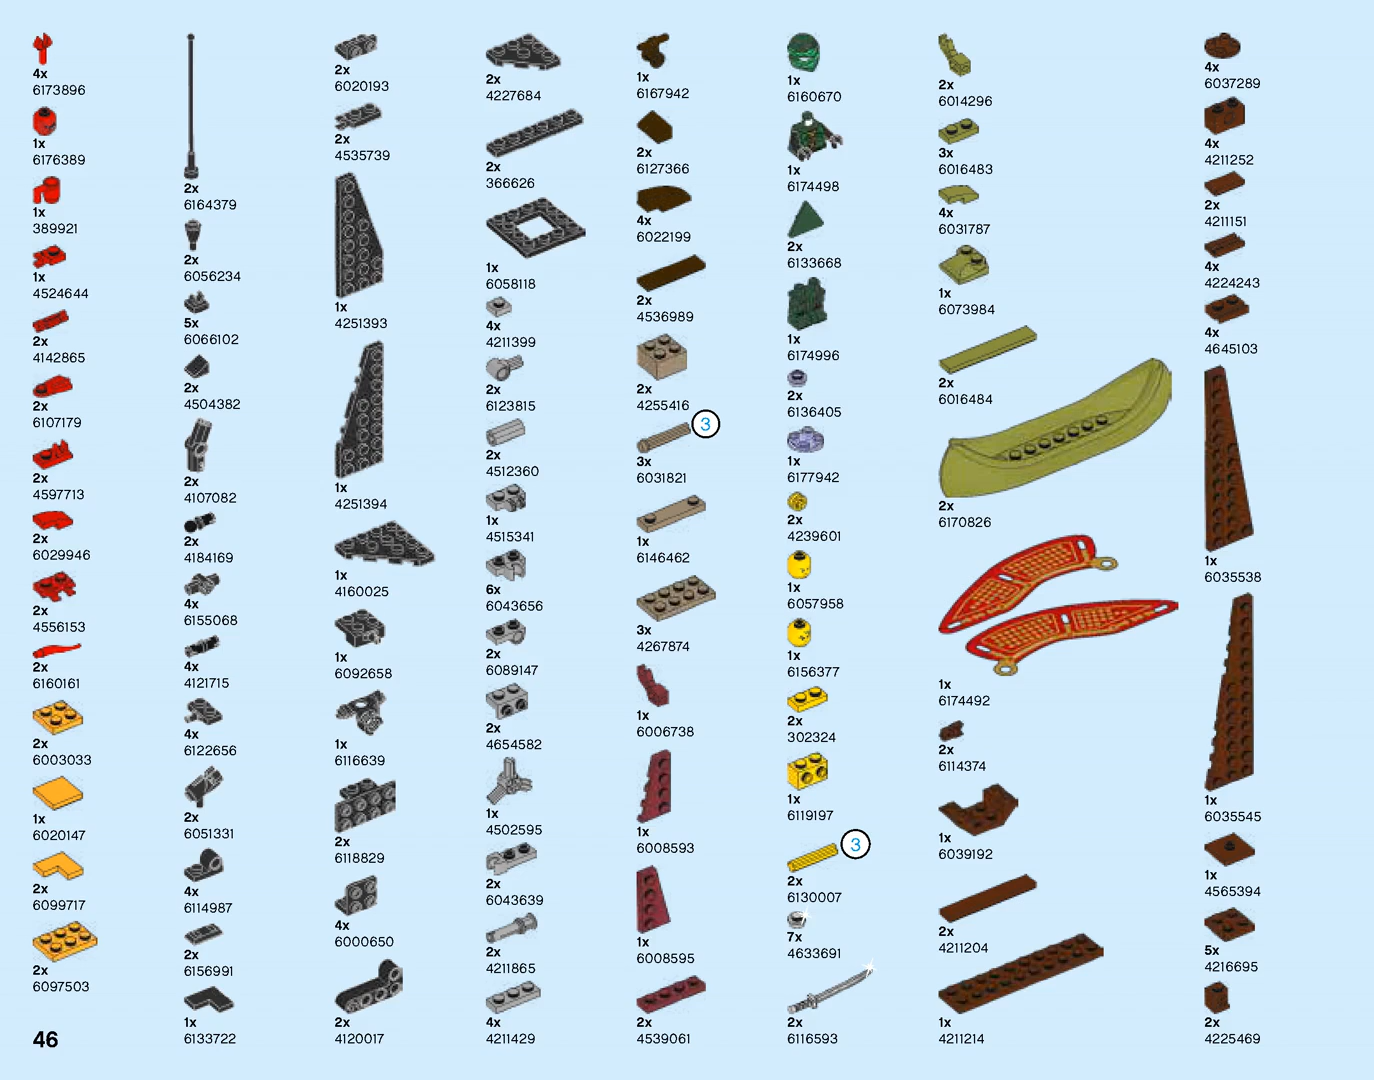 4x
6173896
1x
6176389
1x
389921
1x
4524644
2x
4142865
2x
6107179
2x
4597713
2x
6029946
2x
4556153
2x
6160161
2x
6003033
1x
6020147
2x
6099717
2x
6097503
2x
6164379
2x
6056234
5x
6066102
2x
4504382
2x
4107082
2x
4184169
4x
6155068
4x
4121715
4x
6122656
2x
6051331
4x
6114987
2x
6156991
1x
6133722
2x
6020193
2x
4535739
1x
4251393
1x
4251394
1x
4160025
1x
6092658
1x
6116639
2x
6118829
4x
6000650
2x
4120017
2x
4227684
2x
366626
1x
6058118
4x
4211399
2x
6123815
2x
4512360
1x
4515341
6x
6043656
2x
6089147
2x
4654582
1x
4502595
2x
6043639
2x
4211865
4x
4211429
1x
6167942
2x
6127366
4x
6022199
2x
4536989
2x
4255416
3
3x
6031821
1x
6146462
3x
4267874
1x
6006738
1x
6008593
1x
6008595
2x
4539061
1x
6160670
1x
6174498
2x
6133668
1x
6174996
2x
6136405
1x
6177942
2x
4239601
1x
6057958
1x
6156377
2x
302324
1x
6119197
3
2x
6130007
7x
4633691
2x
6116593
2x
6014296
3x
6016483
4x
6031787
1x
6073984
2x
6016484
2x
6170826
1x
6174492
2x
6114374
1x
6039192
2x
4211204
1x
4211214
4x
6037289
4x
4211252
2x
4211151
4x
4224243
4x
4645103
1x
6035538
1x
6035545
1x
4565394
5x
4216695
2x
4225469
46